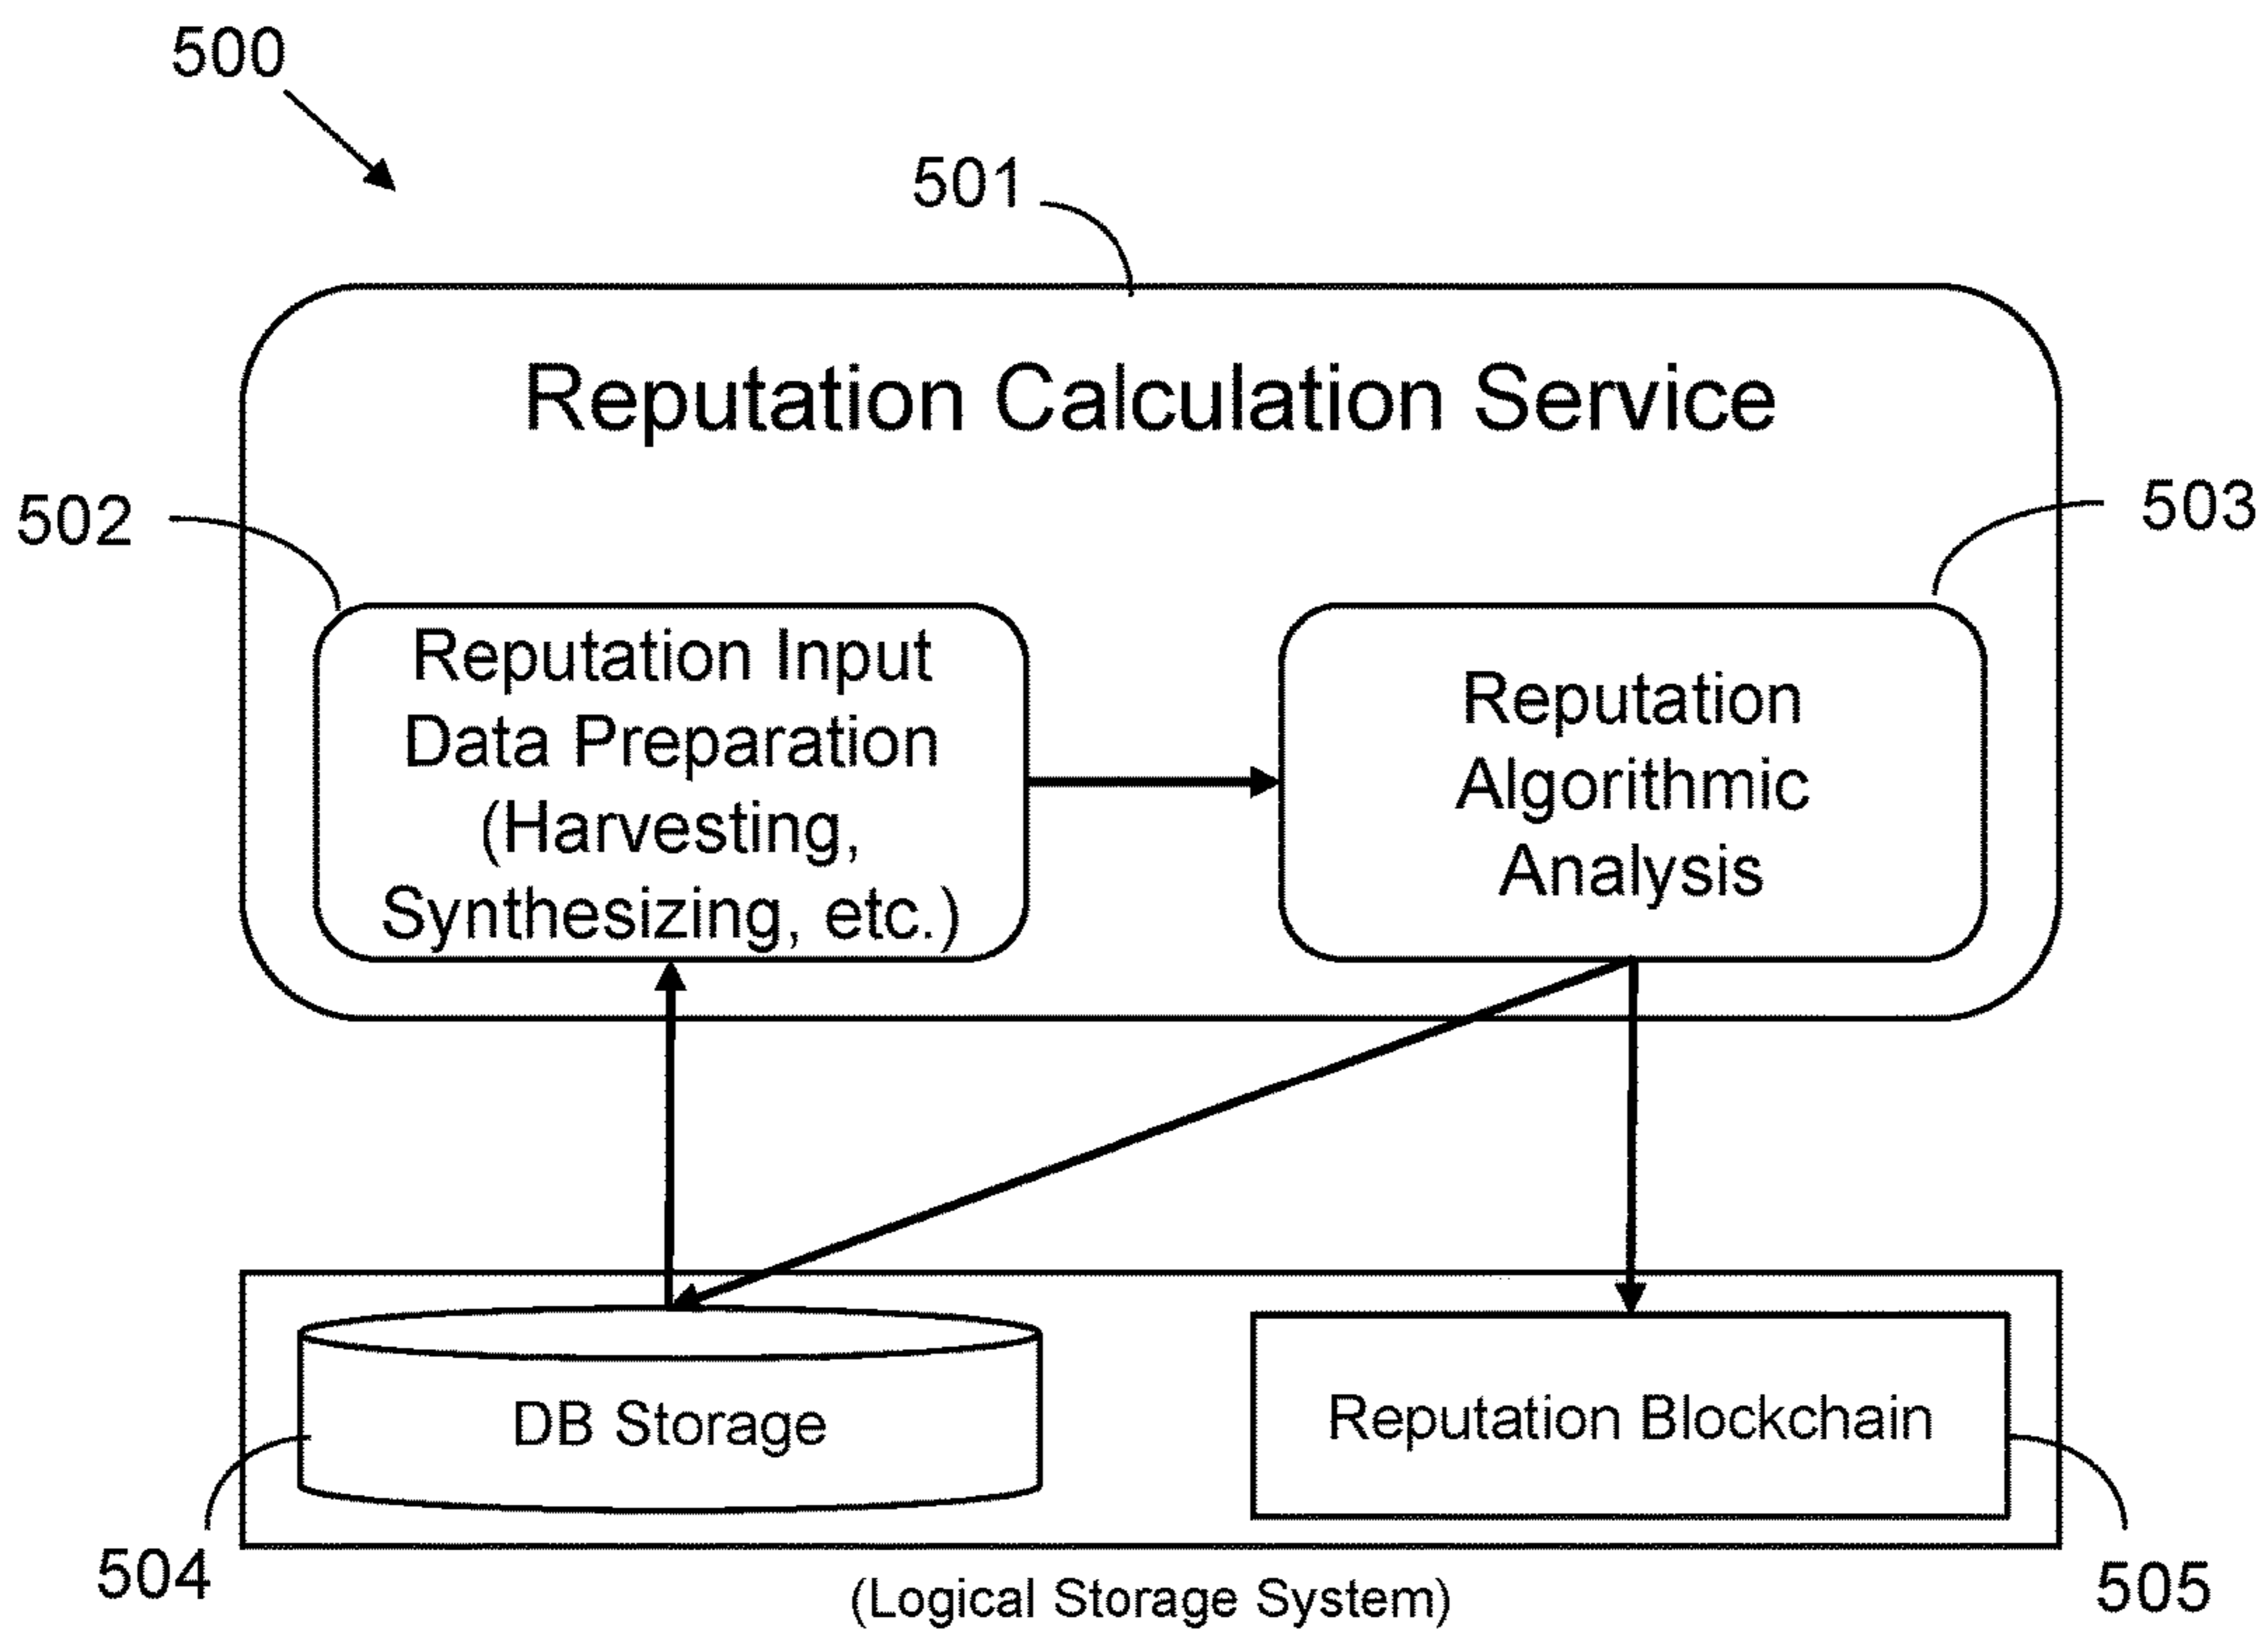 500
501
Reputation Calculation Service
502
503
Reputation Input
Data Preparation
(Harvesting,
Synthesizing, etc.)
Reputation
Algorithmic
Analysis
DB Storage
Reputation Blockchain
504
(Logical Storage System)
505